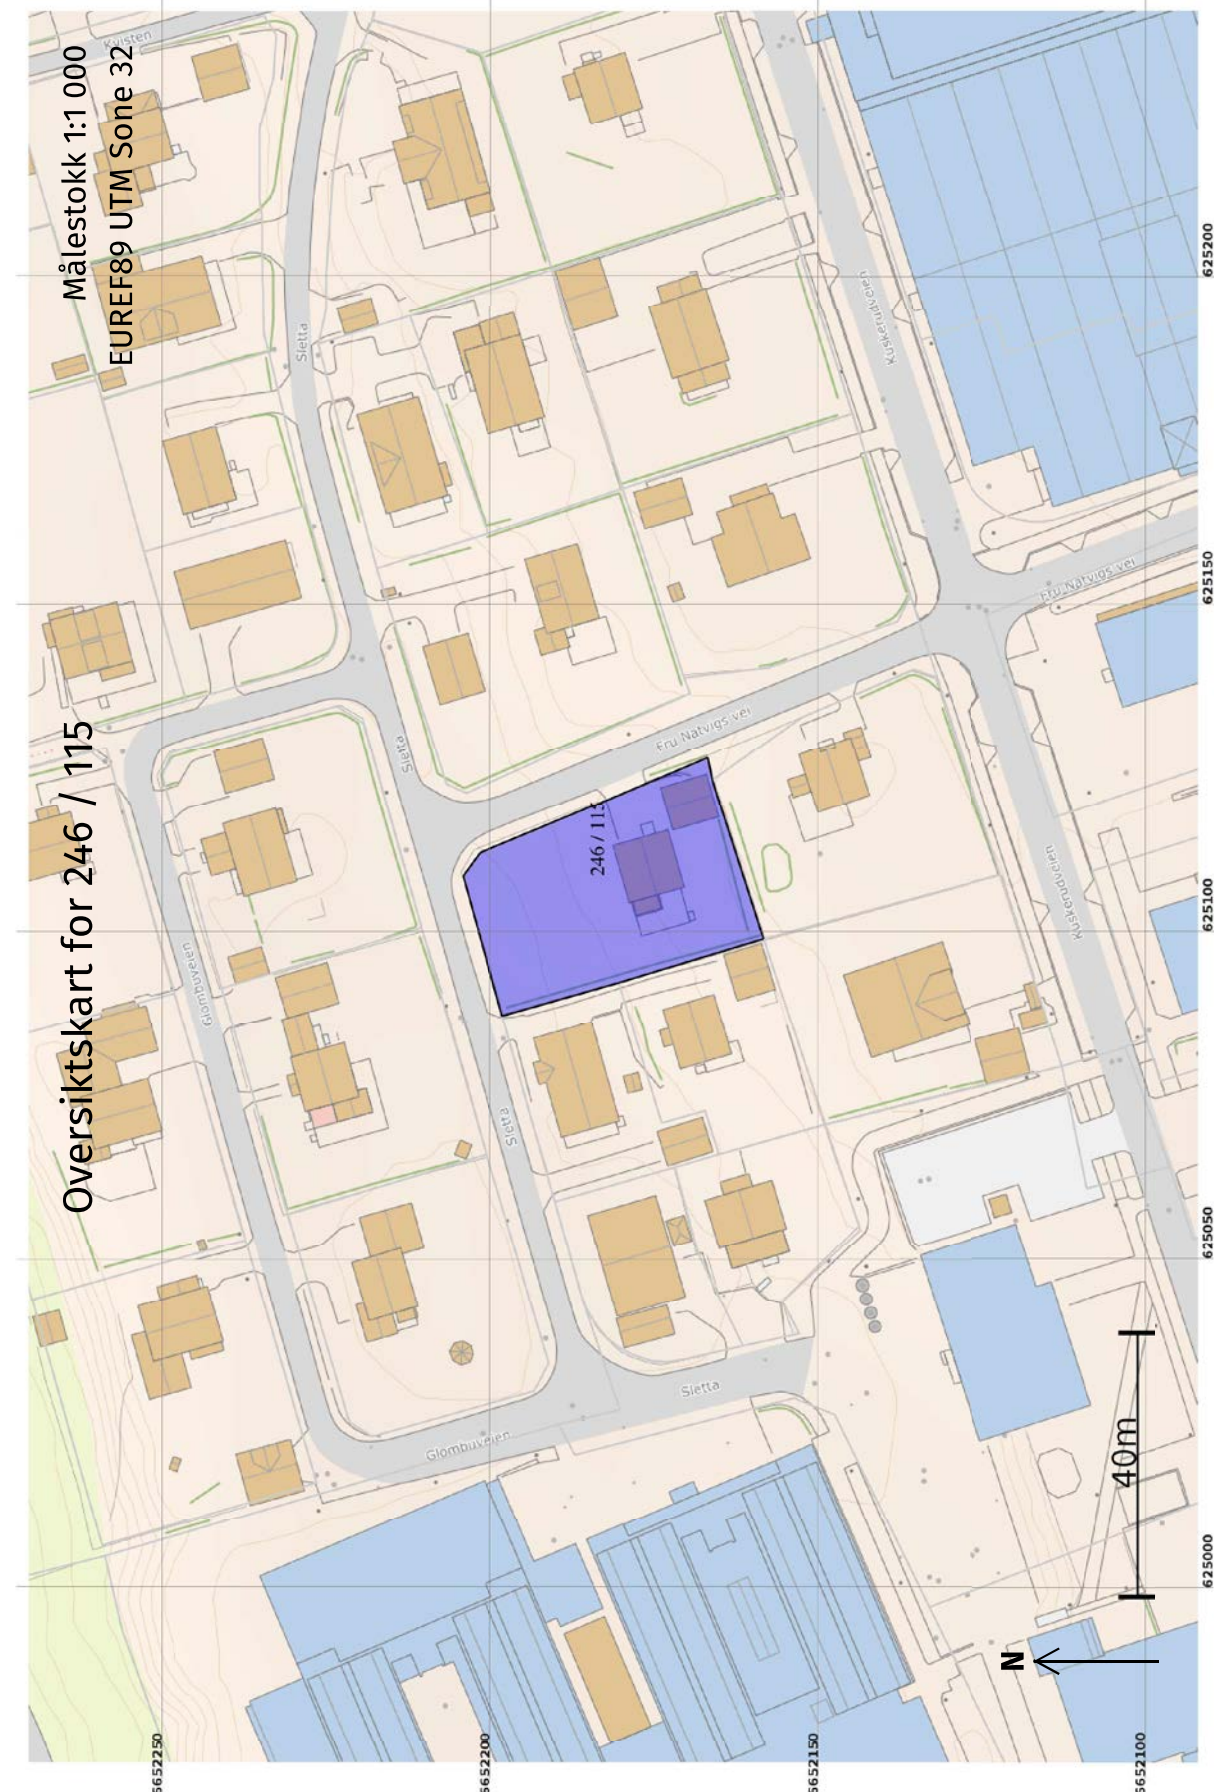 Oversiktskart for 246 / 115
Målestokk 1:1 000
EUREF89 UTM Sone 32
Kvisten
Sletta
Kuskerudveien
Fru Natvigs vei
Sletta
Fru Natvigs vei
246 / 115
Glombuveien
Kuskerudveien
Sletta
Sletta
Glombuveien
40m
N
625200
625150
625100
625050
625000
6652250
6652200
6652150
6652100